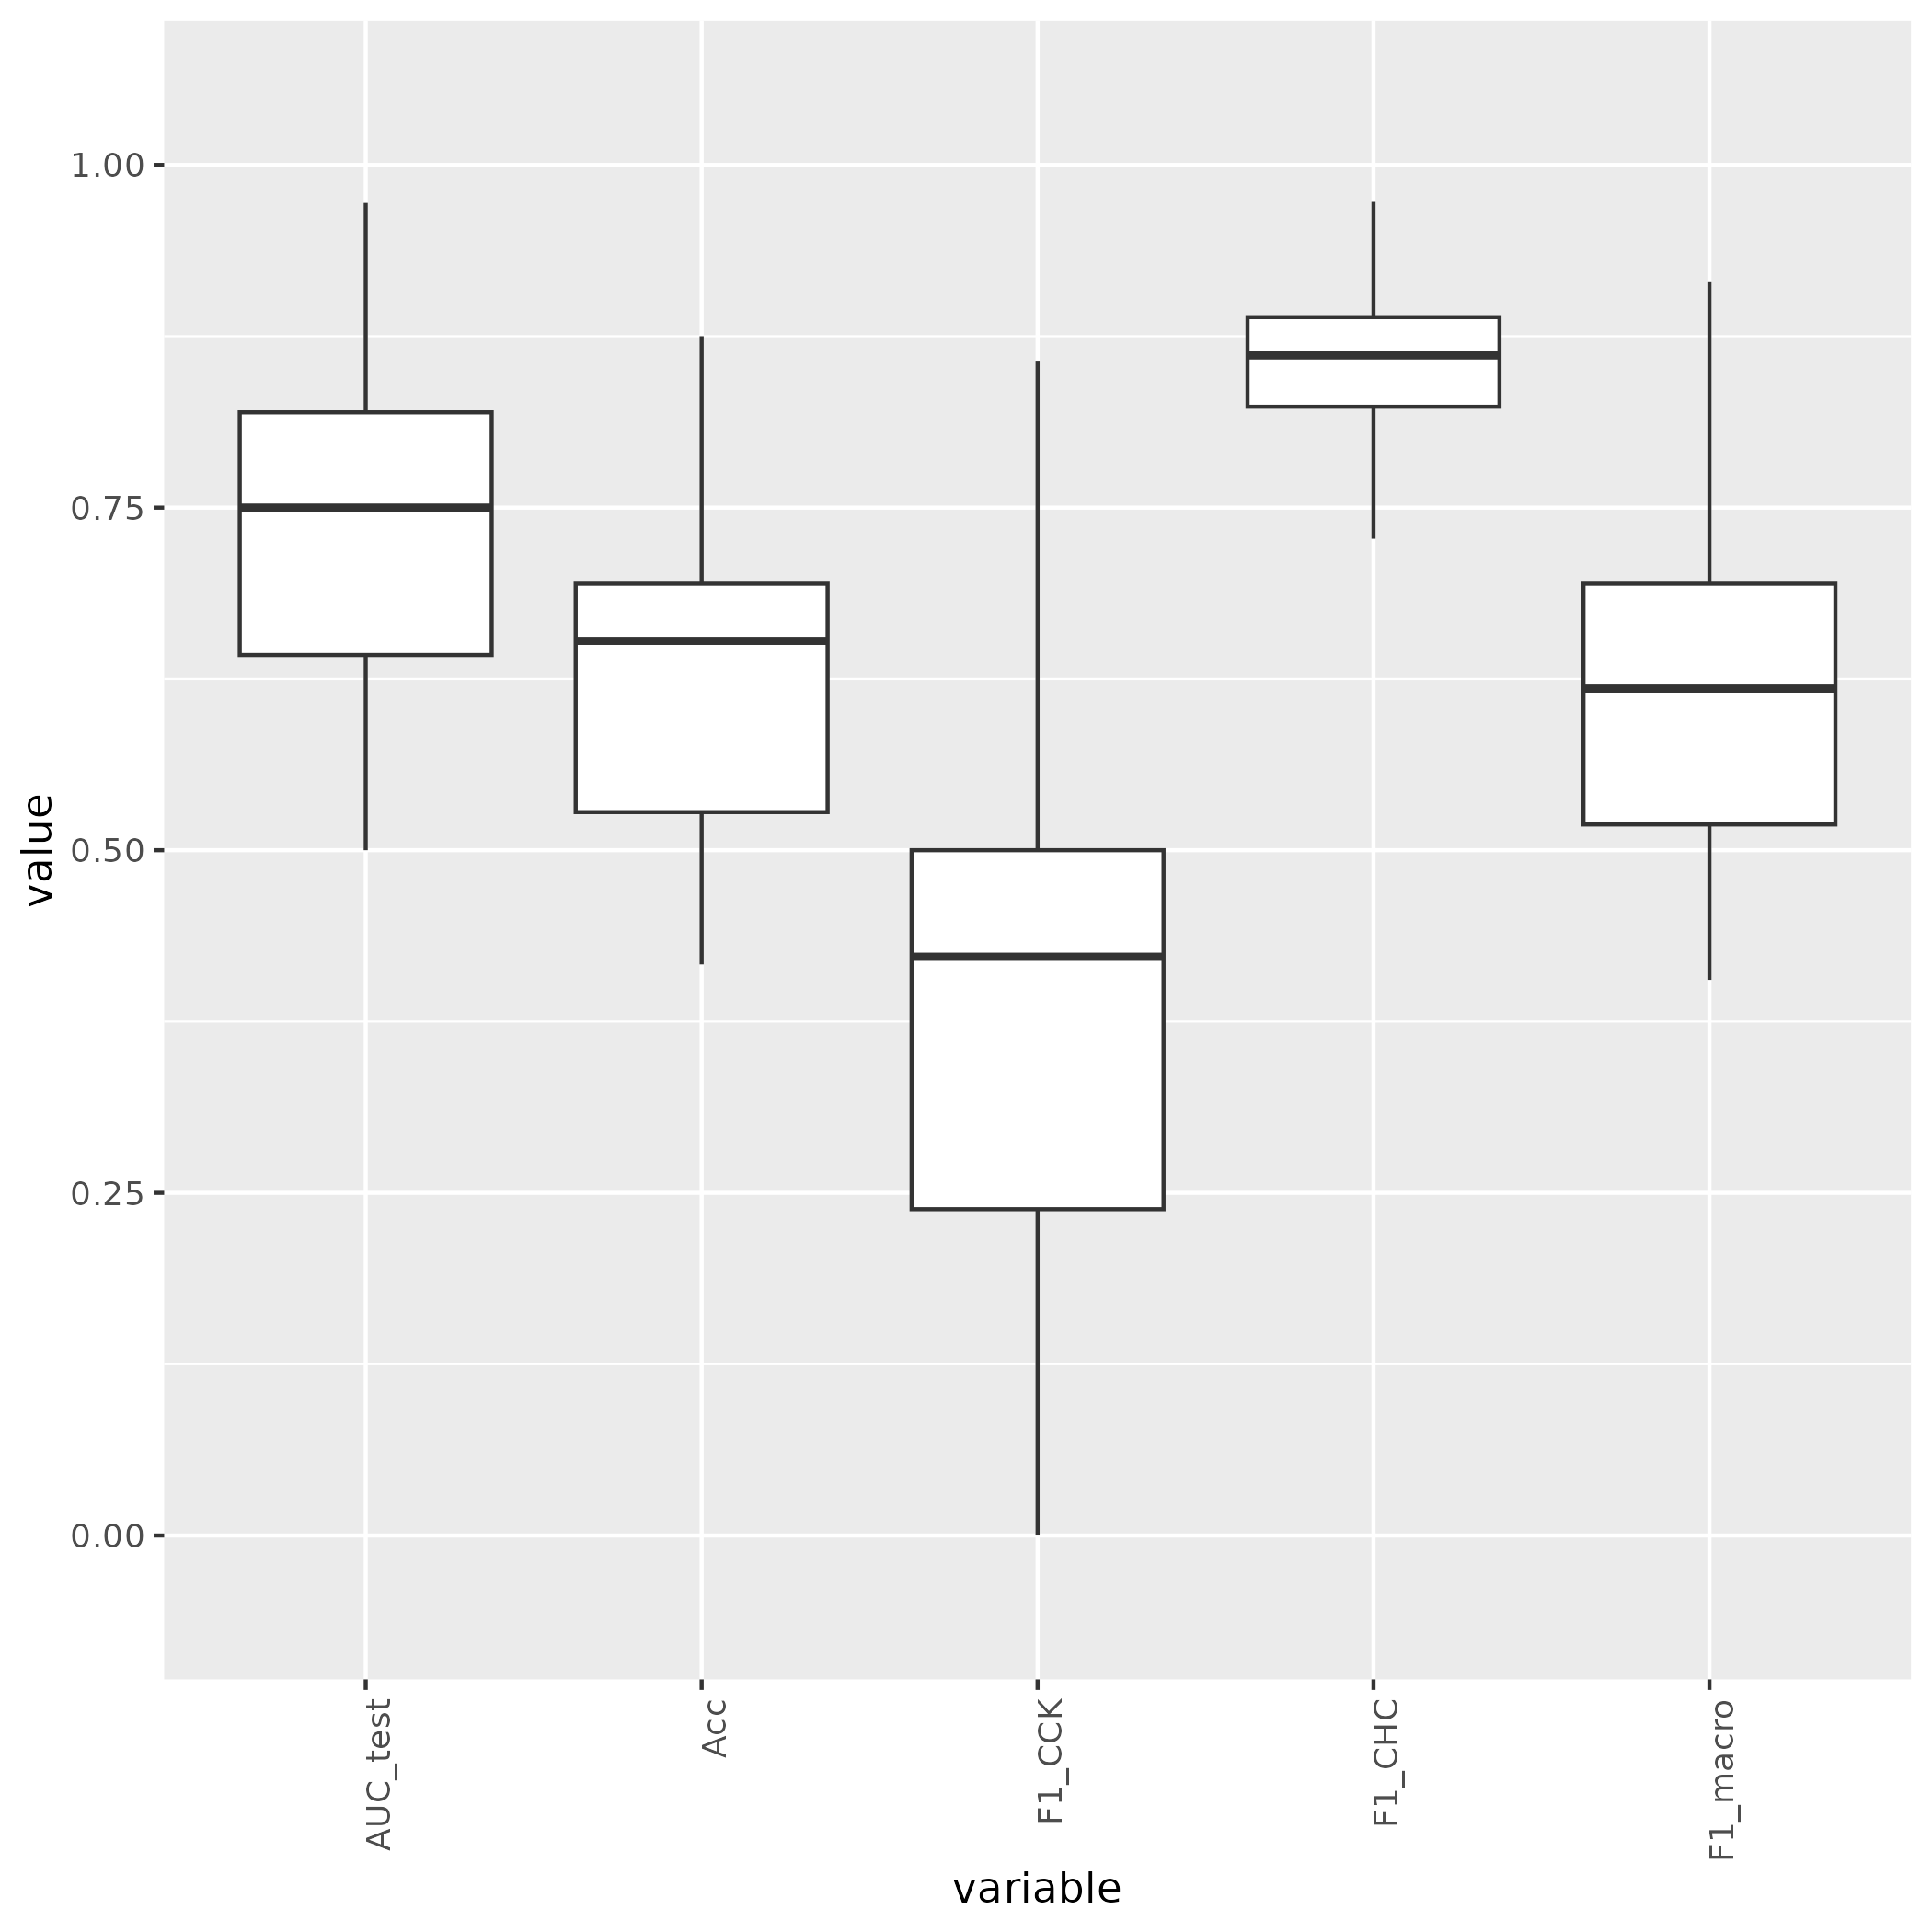 value
1.00
0.75
0.50
0.25
0.00
AUC_test
Acc
F1_CCK
F1_CHC
F1_macro
variable